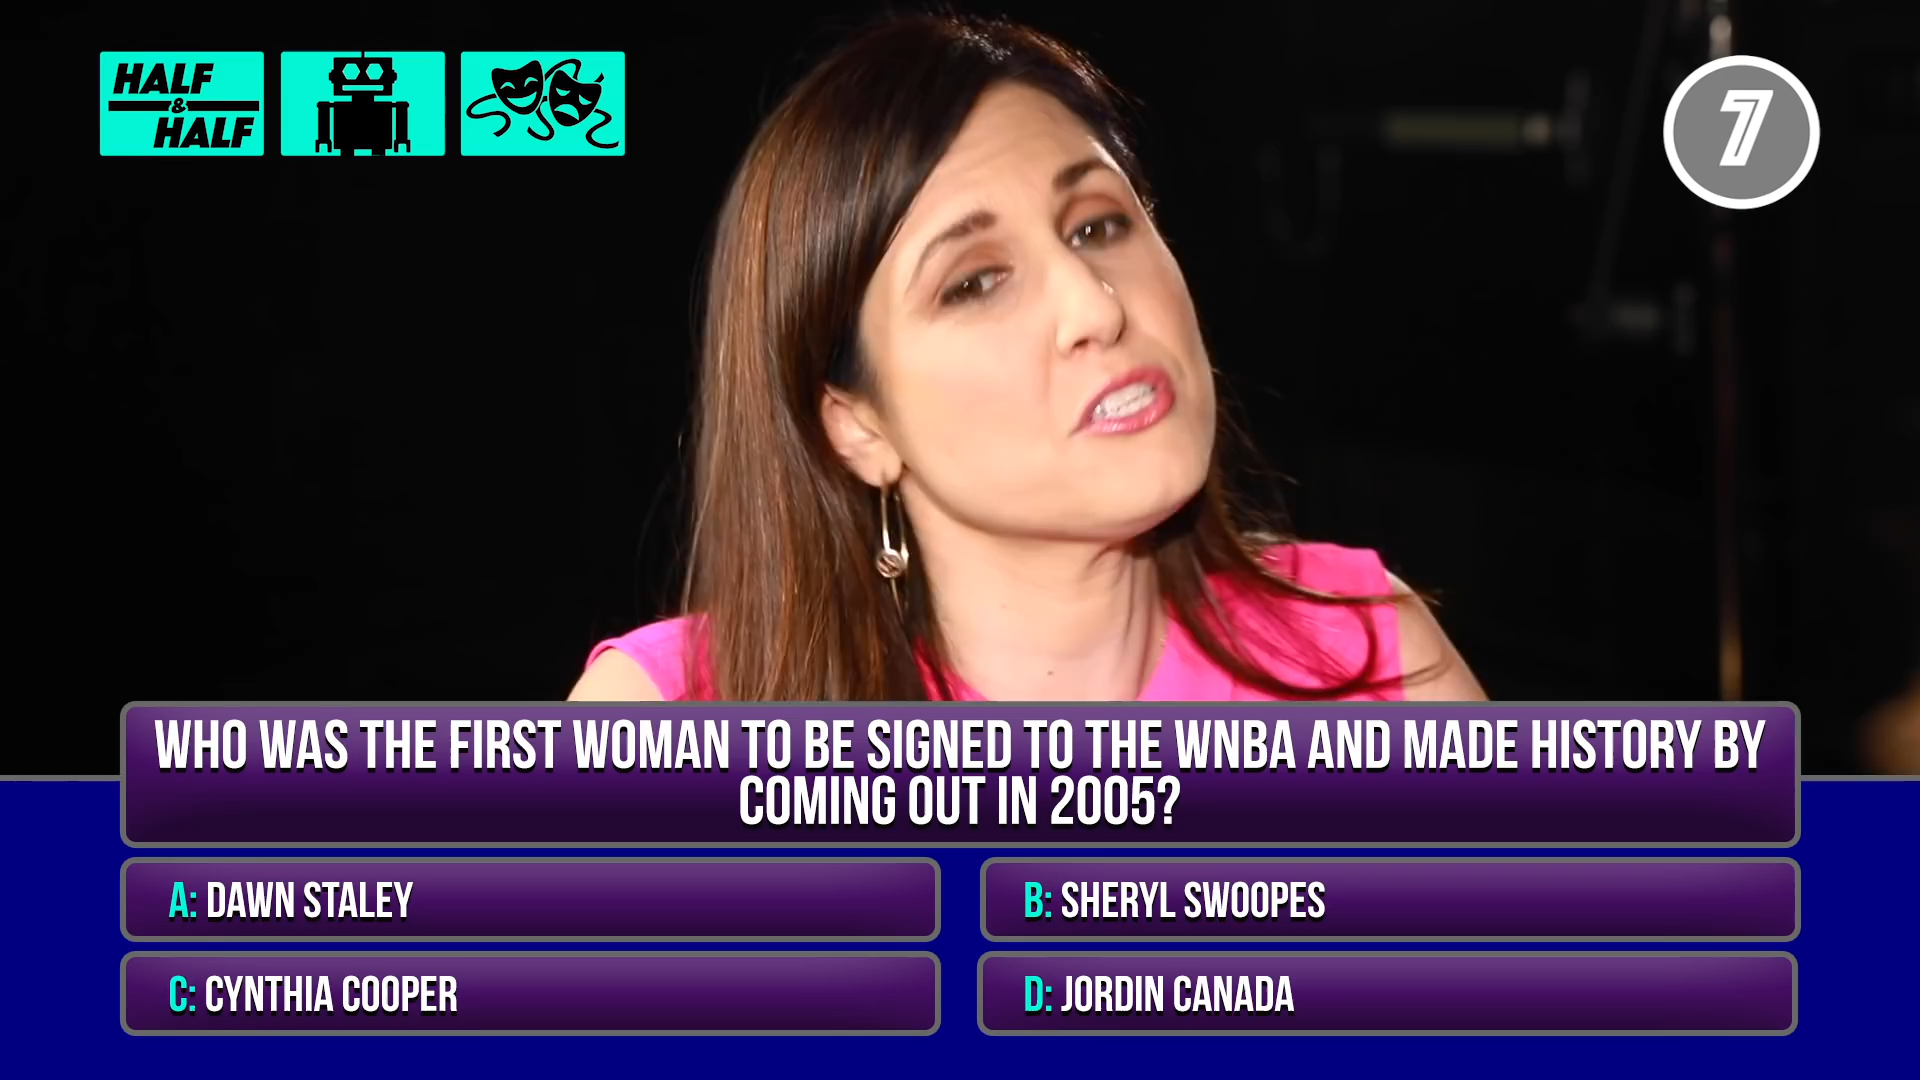 HALF
&
HALF
7
WHO WAS THE FIRST WOMAN TO BE SIGNED TO THE WNBA AND MADE HISTORY BY
COMING OUT IN 2005?
A: DAWN STALEY
B: SHERYL SWOOPES
C: CYNTHIA COOPER
D: JORDIN CANADA